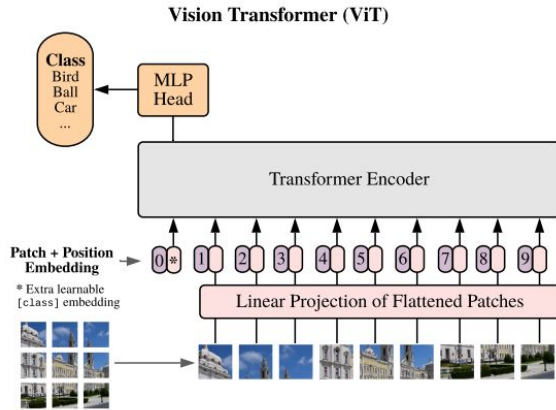 Vision Transformer (ViT)
Class
Bird
Ball
Car
...
MLP
Head
Transformer Encoder
Patch + Position
Embedding
* Extra learnable
[class] embedding
0 * 1 2 3 4 5 6 7 8 9
Linear Projection of Flattened Patches